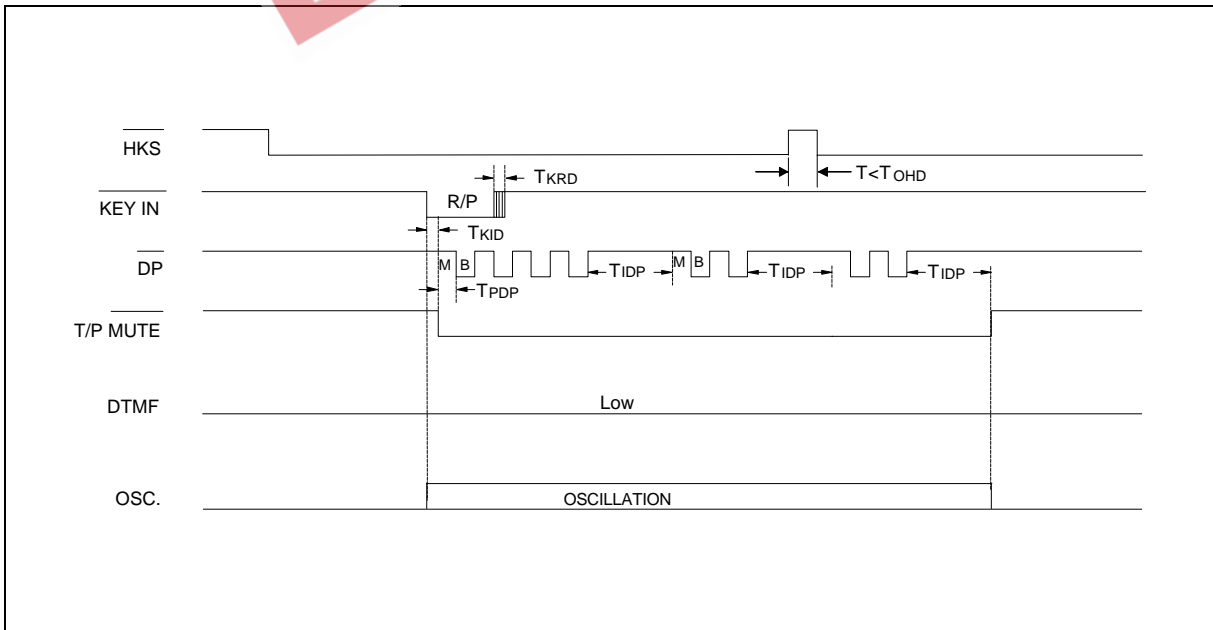 HKS
T<TOHD
TKRD
KEY IN
R/P
TKID
DP
M B
TIDP
M B
TIDP
TIDP
TPDP
T/P MUTE
DTMF
Low
OSC.
OSCILLATION